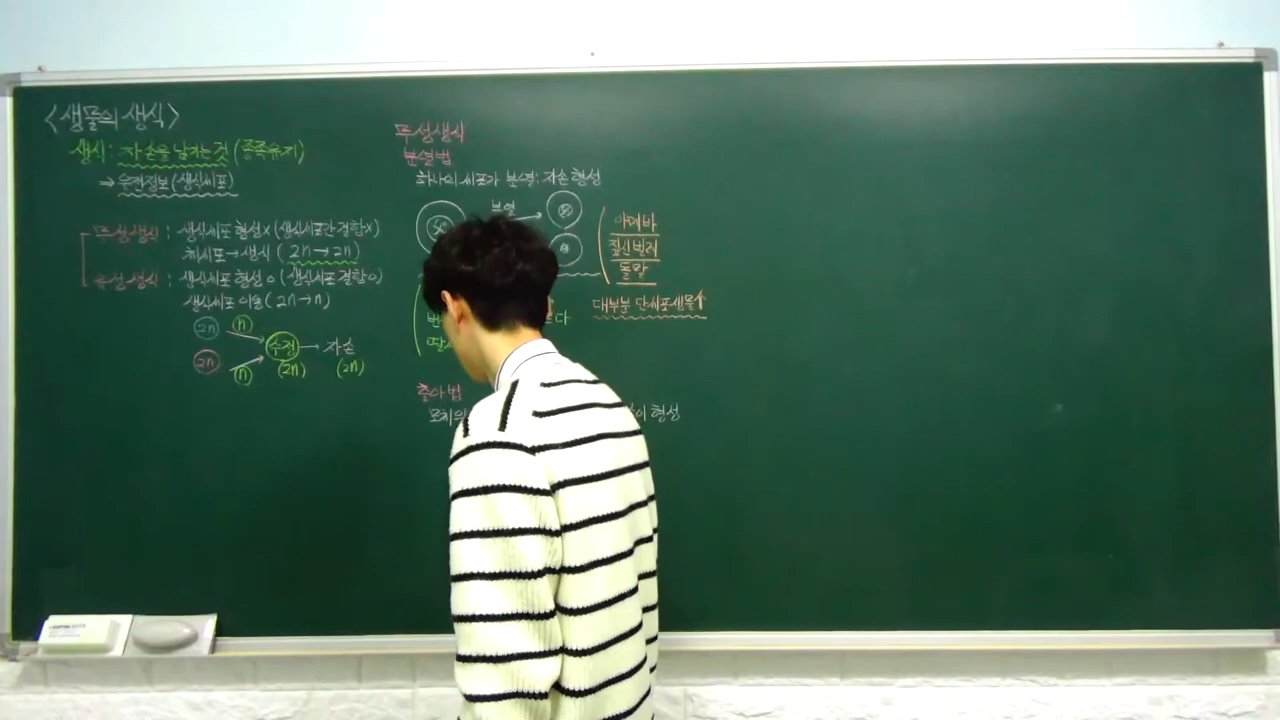 <생물의 생식>
생식: 자손을 남기는 것 (종족유지)
⇒ 유전정보 (생식세포)
무성생식 : 생식세포 형성 x (생식세포간 결합 x)
체세포 → 생식 ( 2n → 2n )
유성생식 : 생식세포 형성 o (생식세포 결합 o)
생식세포 이용 ( 2n → n )
2n n
수정 → 자손
2n n (2n) (2n)
무성생식
분열법
하나의 세포가 분열: 자손 형성
분열
아메바
짚신벌레
돌말
대부분 단세포생물↑
출아법
형성